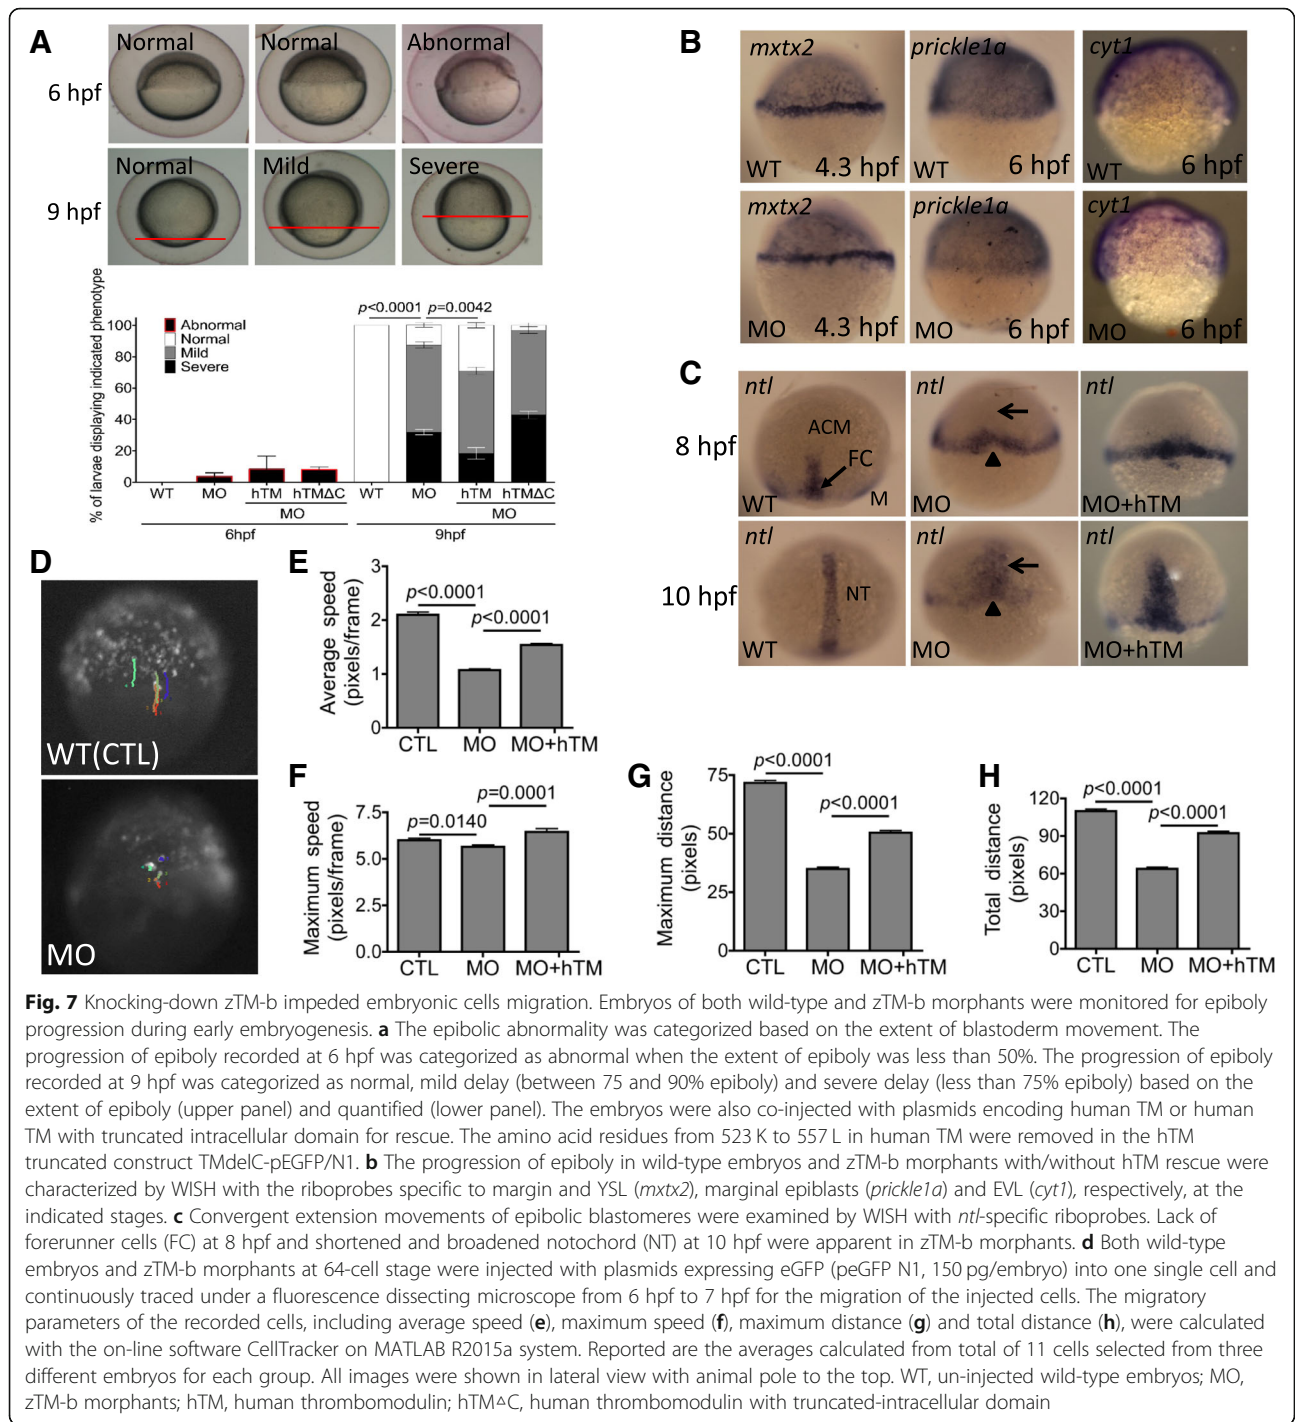 A
Normal
Normal
Abnormal
6 hpf
Normal
Mild
Severe
9 hpf
% of larvae displaying indicated phenotype
p<0.0001
p=0.0042
100
80
60
40
20
0
Abnormal
Normal
Mild
Severe
WT
MO
hTM
hTMΔC
WT
MO
hTM
hTMΔC
MO
MO
6hpf
9hpf
B
mxtx2
WT
4.3 hpf
prickle1a
WT
6 hpf
cyt1
WT
6 hpf
mxtx2
MO
4.3 hpf
prickle1a
MO
6 hpf
cyt1
MO
6 hpf
C
8 hpf
ntl
ACM
FC
WT
M
ntl
MO
ntl
MO+hTM
10 hpf
ntl
NT
WT
ntl
MO
ntl
MO+hTM
D
WT(CTL)
MO
E
Average speed
(pixels/frame)
3
2
1
0
p<0.0001
p<0.0001
CTL
MO
MO+hTM
F
Maximum speed
(pixels/frame)
7.5
5.0
2.5
0.0
p=0.0140
p=0.0001
CTL
MO
MO+hTM
G
Maximum distance
(pixels)
75
50
25
0
p<0.0001
p<0.0001
CTL
MO
MO+hTM
H
Total distance
(pixels)
120
90
60
30
0
p<0.0001
p<0.0001
CTL
MO
MO+hTM
Fig. 7 Knocking-down zTM-b impeded embryonic cells migration. Embryos of both wild-type and zTM-b morphants were monitored for epiboly
progression during early embryogenesis. a The epibolic abnormality was categorized based on the extent of blastoderm movement. The
progression of epiboly recorded at 6 hpf was categorized as abnormal when the extent of epiboly was less than 50%. The progression of epiboly
recorded at 9 hpf was categorized as normal, mild delay (between 75 and 90% epiboly) and severe delay (less than 75% epiboly) based on the
extent of epiboly (upper panel) and quantified (lower panel). The embryos were also co-injected with plasmids encoding human TM or human
TM with truncated intracellular domain for rescue. The amino acid residues from 523 K to 557 L in human TM were removed in the hTM
truncated construct TMdelC-pEGFP/N1. b The progression of epiboly in wild-type embryos and zTM-b morphants with/without hTM rescue were
characterized by WISH with the riboprobes specific to margin and YSL (mxtx2), marginal epiblasts (prickle1a) and EVL (cyt1), respectively, at the
indicated stages. c Convergent extension movements of epibolic blastomeres were examined by WISH with ntl-specific riboprobes. Lack of
forerunner cells (FC) at 8 hpf and shortened and broadened notochord (NT) at 10 hpf were apparent in zTM-b morphants. d Both wild-type
embryos and zTM-b morphants at 64-cell stage were injected with plasmids expressing eGFP (peGFP N1, 150 pg/embryo) into one single cell and
continuously traced under a fluorescence dissecting microscope from 6 hpf to 7 hpf for the migration of the injected cells. The migratory
parameters of the recorded cells, including average speed (e), maximum speed (f), maximum distance (g) and total distance (h), were calculated
with the on-line software CellTracker on MATLAB R2015a system. Reported are the averages calculated from total of 11 cells selected from three
different embryos for each group. All images were shown in lateral view with animal pole to the top. WT, un-injected wild-type embryos; MO,
zTM-b morphants; hTM, human thrombomodulin; hTM△C, human thrombomodulin with truncated-intracellular domain